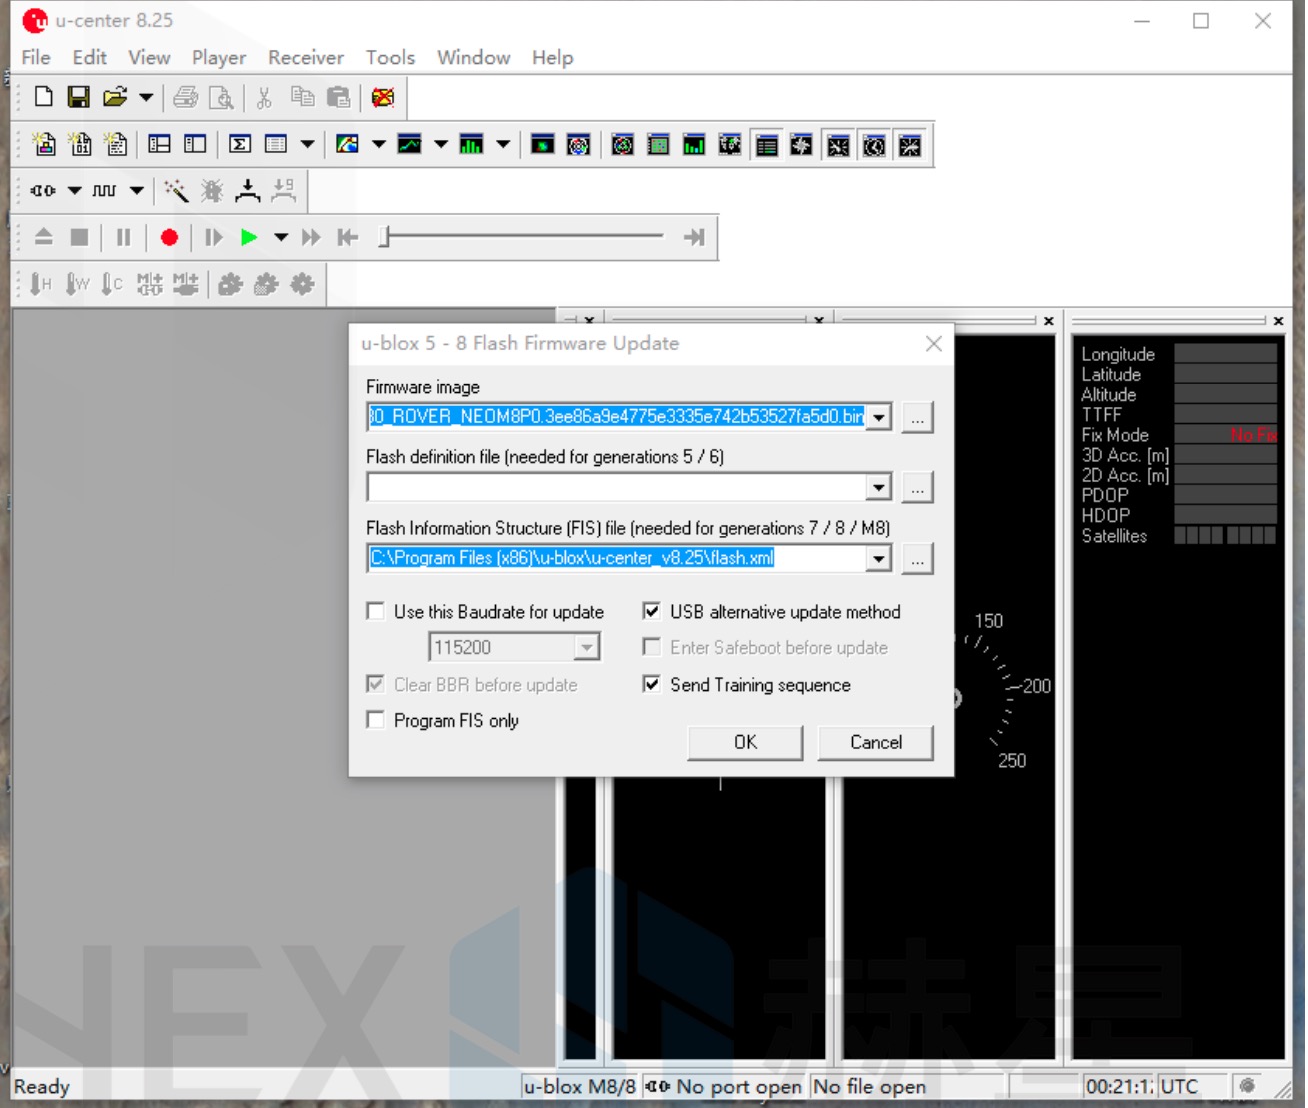 u-center 8.25
File Edit View Player Receiver Tools Window Help
u-blox 5 - 8 Flash Firmware Update
Firmware image
30_ROVER_NEOM8P0.3ee86a9e4775e3335e742b53527fa5d0.bin
...
Flash definition file (needed for generations 5 / 6)
...
Flash Information Structure (FIS) file (needed for generations 7 / 8 / M8)
C:\Program Files (x86)\u-blox\u-center_v8.25\flash.xml
...
Use this Baudrate for update
USB alternative update method
115200
Enter Safeboot before update
Clear BBR before update
Send Training sequence
Program FIS only
OK
Cancel
Longitude
Latitude
Altitude
TTFF
Fix Mode No Fix
3D Acc. [m]
2D Acc. [m]
PDOP
HDOP
Satellites
150
200
250
HEX 赫星
Ready
u-blox M8/8
No port open
No file open
00:21:1
UTC